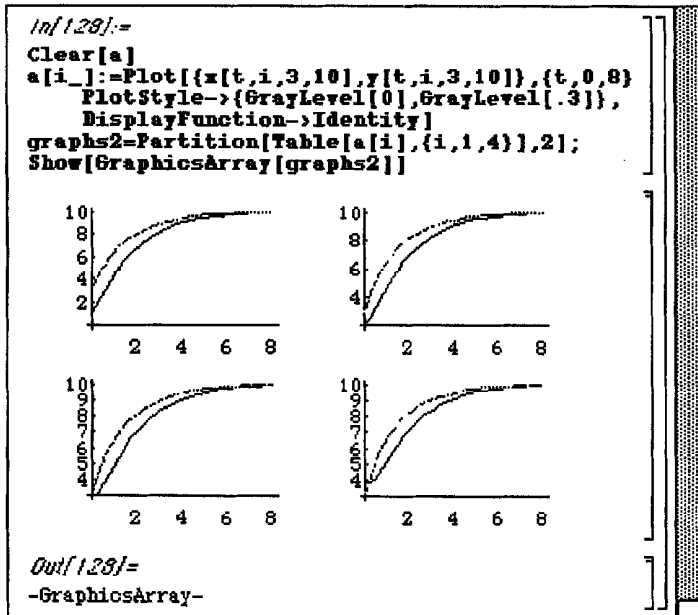 In[128]:=
Clear[a]
a[i_]:=Plot[{x[t,i,3,10],y[t,i,3,10]},{t,0,8}
PlotStyle->{GrayLevel[0],GrayLevel[.3]},
DisplayFunction->Identity]
graphs2=Partition[Table[a[i],{i,1,4}],2];
Show[GraphicsArray[graphs2]]
10
8
6
4
2
2 4 6 8
10
8
6
4
2 4 6 8
10
9
8
7
6
5
4
2 4 6 8
10
9
8
7
6
5
4
2 4 6 8
Out[128]=
-GraphicsArray-